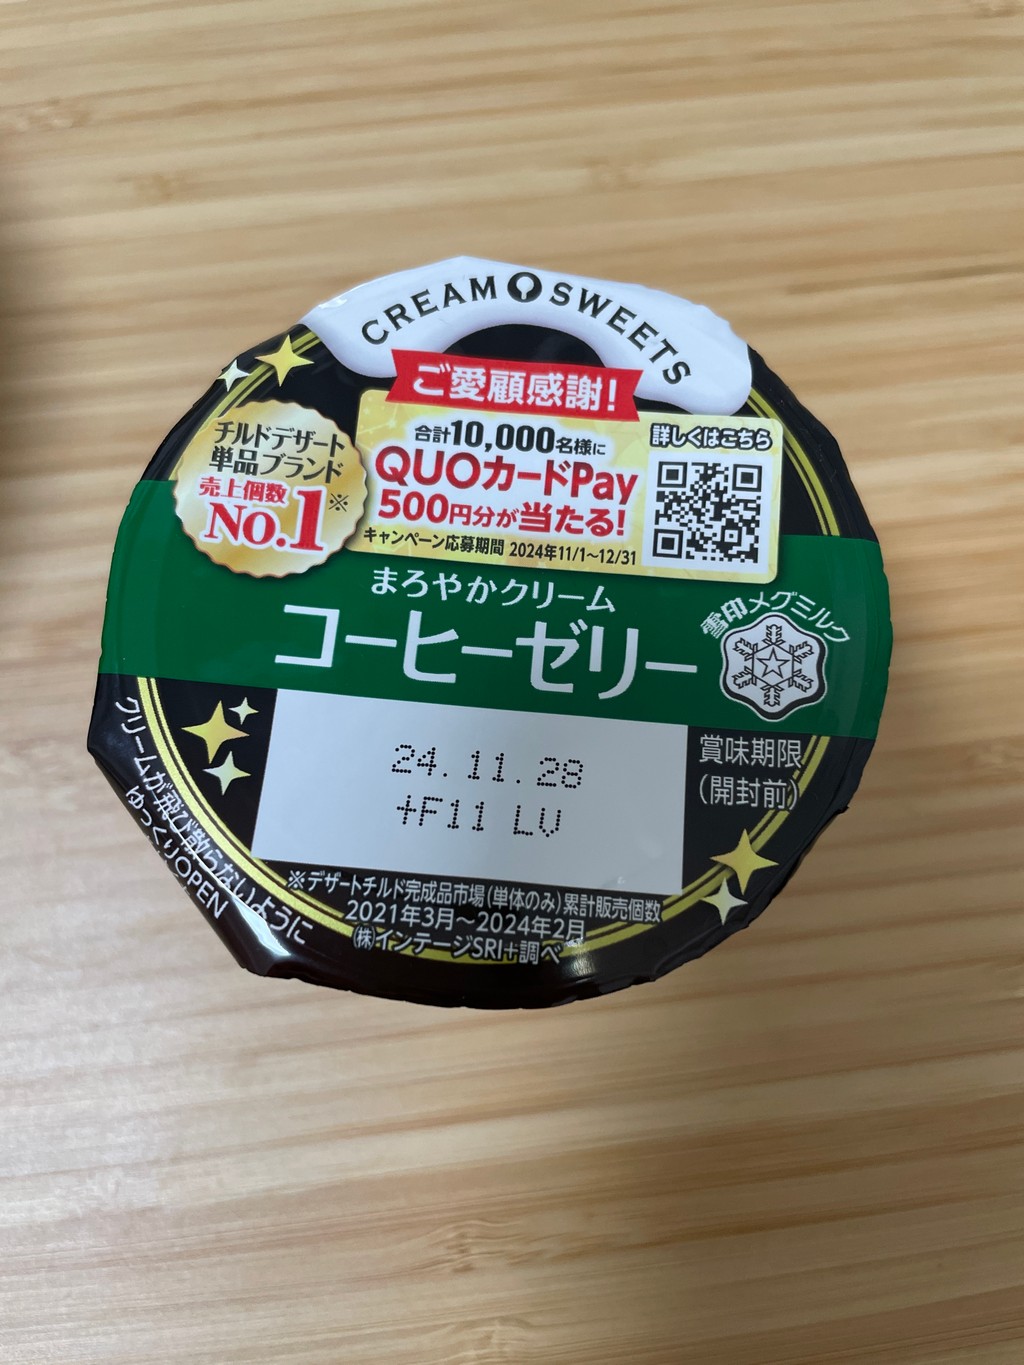 CREAM SWEETS
ご愛顧感謝!
チルドデザート
単品ブランド
売上個数
No.1※
合計10,000名様に
QUOカードPay
500円分が当たる!
キャンペーン応募期間 2024年11/1~12/31
詳しくはこちら
まろやかクリーム
コーヒーゼリー
雪印メグミルク
24.11.28
+F11 LV
賞味期限
(開封前)
クリームが飛び散らないように
ゆっくりOPEN
※デザートチルド完成品市場(単体のみ)累計販売個数
2021年3月~2024年2月
(株)インテージSRI+調べ